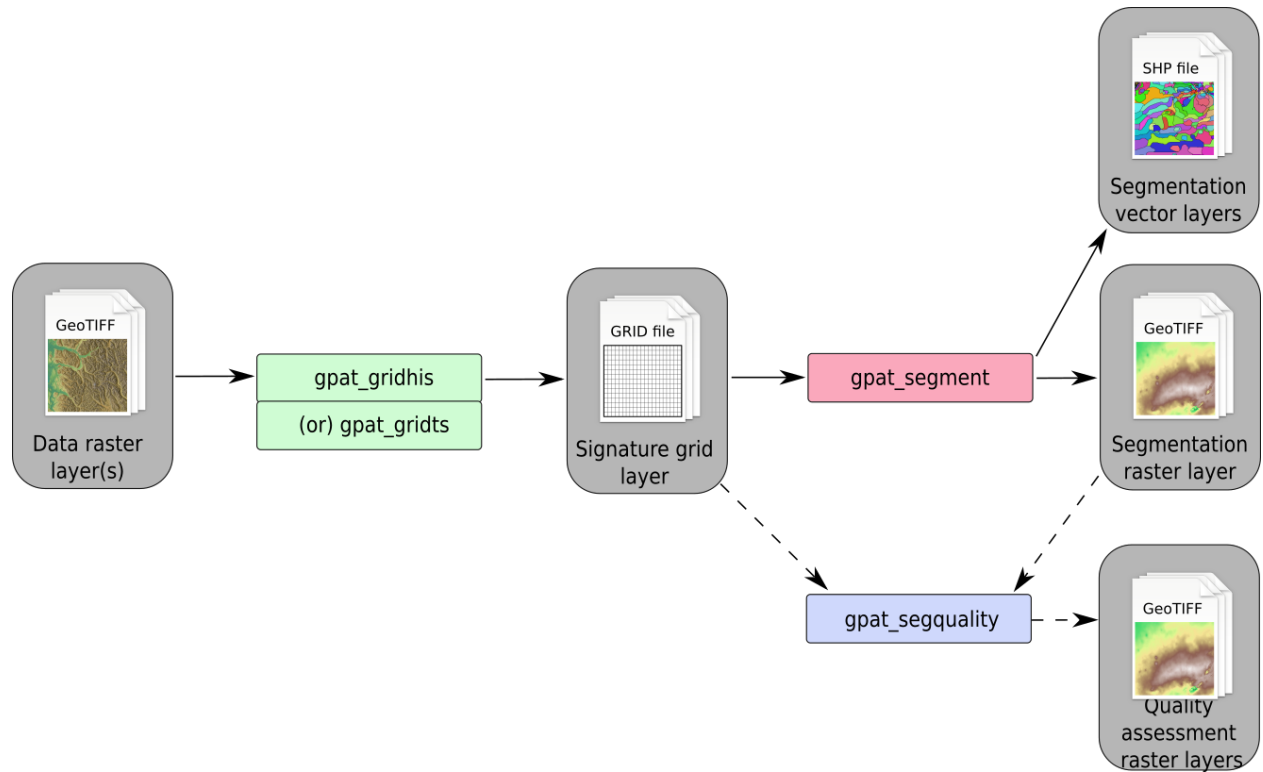 SHP file
Segmentation
vector layers
GeoTIFF
Data raster
layer(s)
gpat_gridhis
(or) gpat_gridts
GRID file
Signature grid
layer
gpat_segment
GeoTIFF
Segmentation
raster layer
gpat_segquality
GeoTIFF
Quality
assessment
raster layers